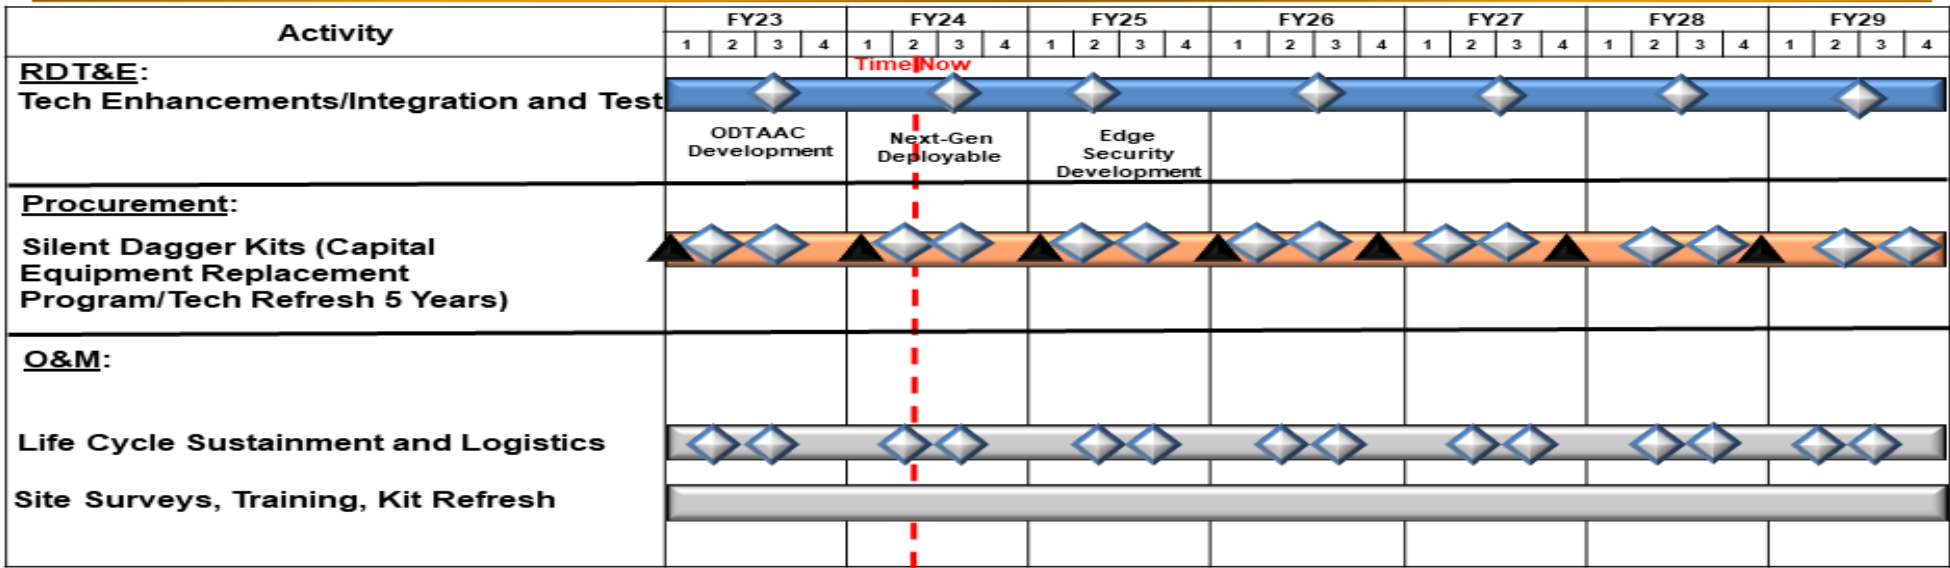 Activity
FY23 FY24 FY25 FY26 FY27 FY28 FY29
1 2 3 4 1 2 3 4 1 2 3 4 1 2 3 4 1 2 3 4 1 2 3 4 1 2 3 4
Time Now
RDT&E:
Tech Enhancements/Integration and Test
ODTAAC
Development
Next-Gen
Deployable
Edge
Security
Development
Procurement:
Silent Dagger Kits (Capital
Equipment Replacement
Program/Tech Refresh 5 Years)
O&M:
Life Cycle Sustainment and Logistics
Site Surveys, Training, Kit Refresh